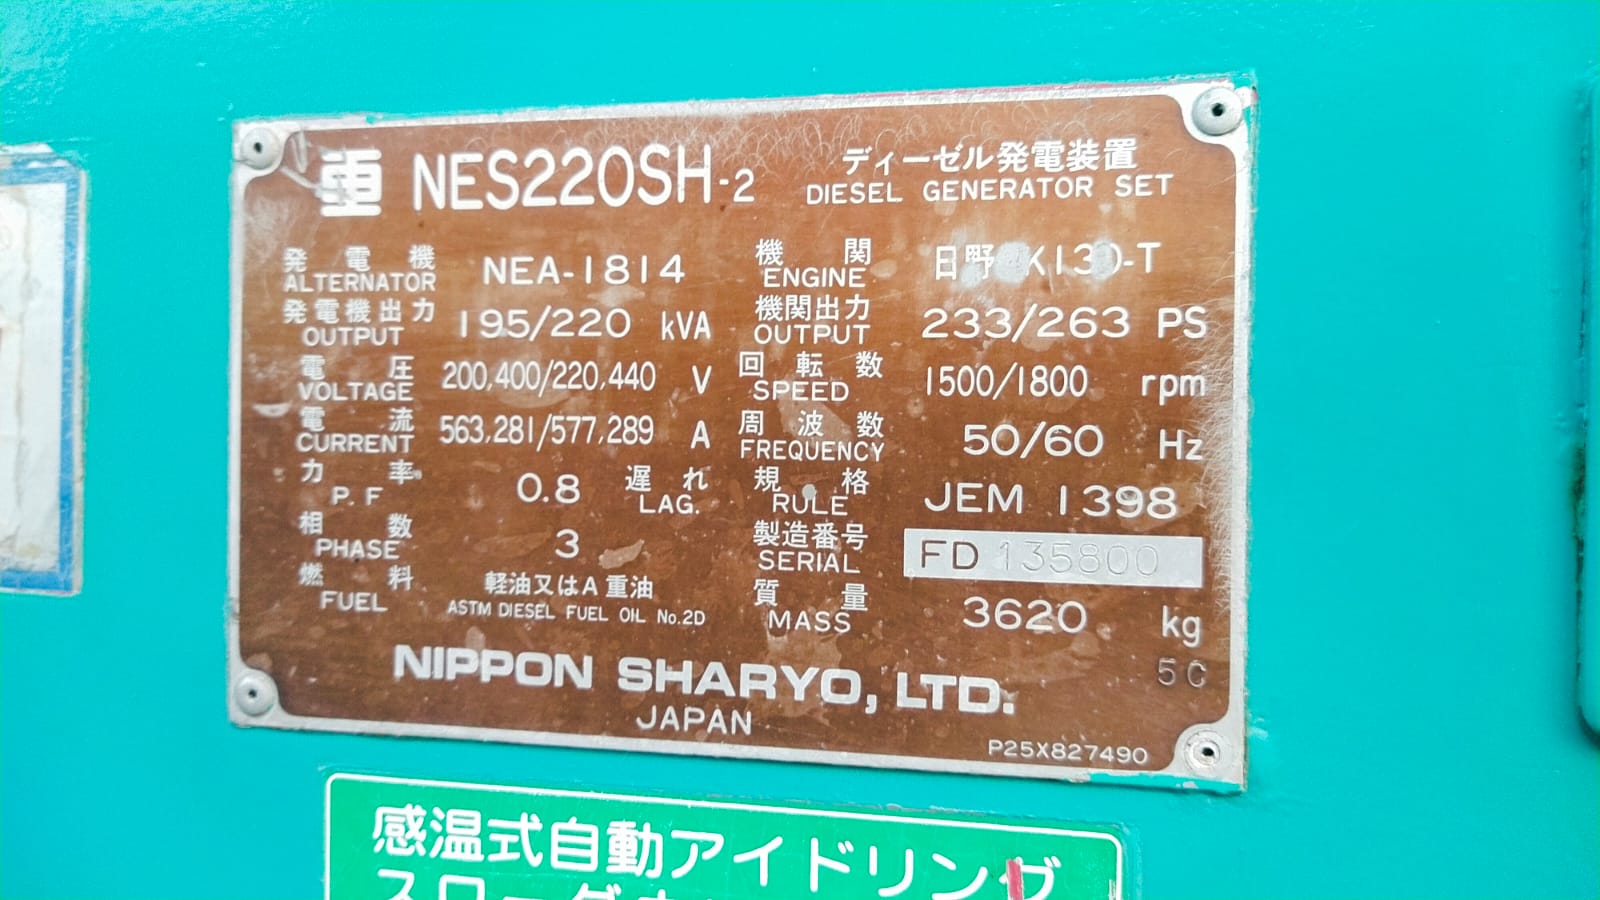 NES220SH-2
ディーゼル発電装置
DIESEL GENERATOR SET
発電機
ALTERNATOR
NEA-1814
発電機出力
OUTPUT
195/220 kVA
電圧
VOLTAGE
200,400/220,440 V
電流
CURRENT
563,281/577,289 A
力率
P.F
0.8 遅れ
LAG.
相数
PHASE
3
燃料
FUEL
軽油又はA重油
ASTM DIESEL FUEL OIL No.2D
機関
ENGINE
日野 K130-T
機関出力
OUTPUT
233/263 PS
回転数
SPEED
1500/1800 rpm
周波数
FREQUENCY
50/60 Hz
規格
RULE
JEM 1398
製造番号
SERIAL
FD 135800
質量
MASS
3620 kg
5C
NIPPON SHARYO, LTD.
JAPAN
P25X827490
感温式自動アイドリング